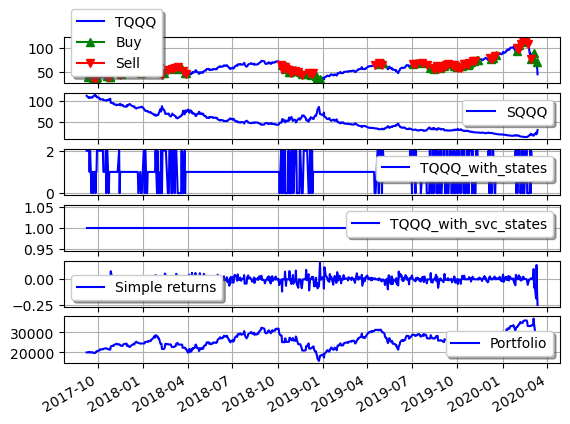 TQQQ
Buy
Sell
100
50
100
50
SQQQ
2
0
TQQQ_with_states
1.05
1.00
0.95
TQQQ_with_svc_states
0.00
−0.25
Simple returns
30000
20000
Portfolio
2017-10 2018-01 2018-04 2018-07 2018-10 2019-01 2019-04 2019-07 2019-10 2020-01 2020-04